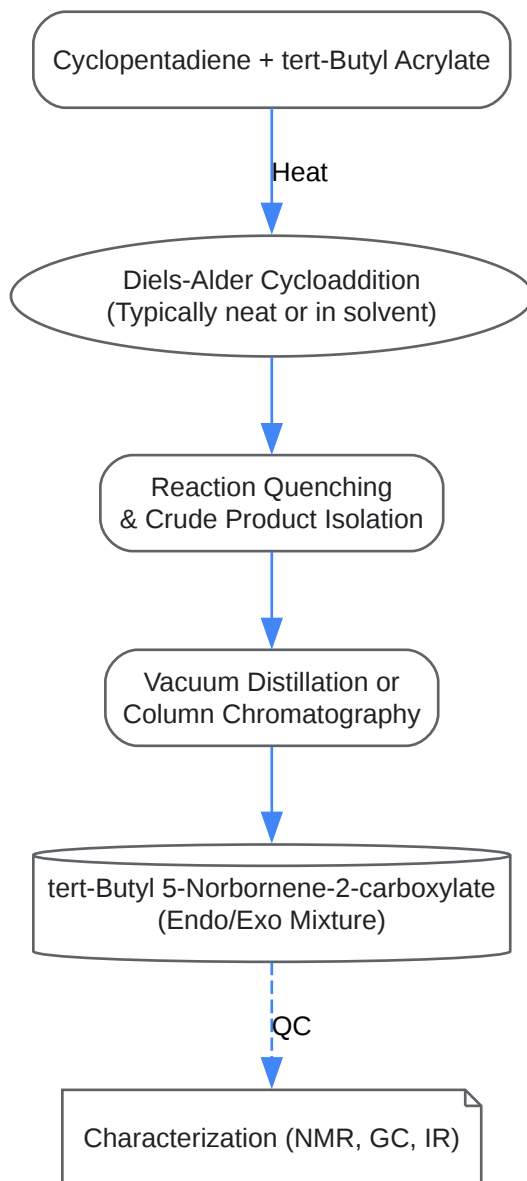 Cyclopentadiene + tert-Butyl Acrylate
Heat
Diels-Alder Cycloaddition
(Typically neat or in solvent)
Reaction Quenching
& Crude Product Isolation
Vacuum Distillation or
Column Chromatography
tert-Butyl 5-Norbornene-2-carboxylate
(Endo/Exo Mixture)
QC
Characterization (NMR, GC, IR)